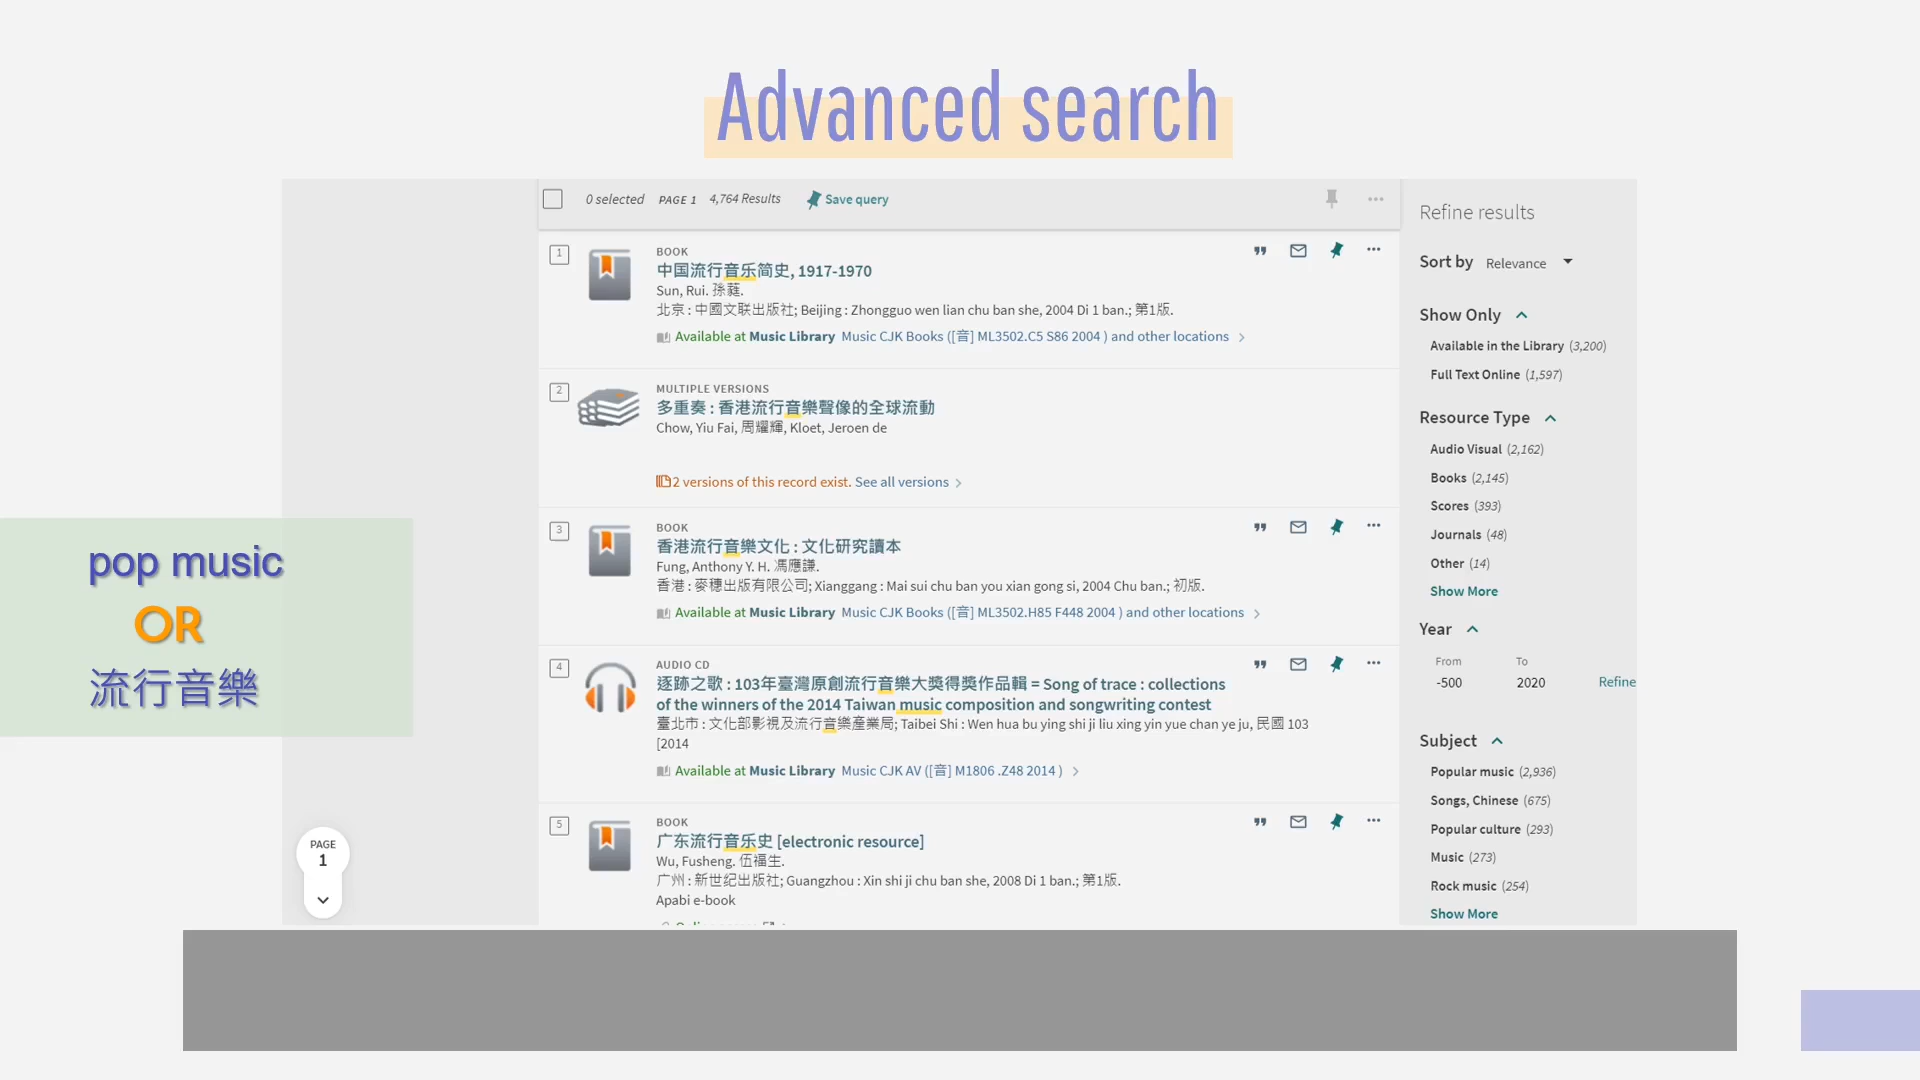 Advanced search
0 selected PAGE 1 4,764 Results Save query
1
BOOK
中国流行音乐简史, 1917-1970
Sun, Rui. 孫蕤.
北京 : 中國文联出版社; Beijing : Zhongguo wen lian chu ban she, 2004 Di 1 ban.; 第1版.
Available at Music Library Music CJK Books ([音] ML3502.C5 S86 2004 ) and other locations
2
MULTIPLE VERSIONS
多重奏 : 香港流行音樂聲像的全球流動
Chow, Yiu Fai, 周耀輝, Kloet, Jeroen de
2 versions of this record exist. See all versions
3
BOOK
香港流行音樂文化 : 文化研究讀本
Fung, Anthony Y. H. 馮應謙.
香港 : 麥穗出版有限公司; Xianggang : Mai sui chu ban you xian gong si, 2004 Chu ban.; 初版.
Available at Music Library Music CJK Books ([音] ML3502.H85 F448 2004 ) and other locations
4
AUDIO CD
逐跡之歌 : 103年臺灣原創流行音樂大獎得獎作品輯 = Song of trace : collections
of the winners of the 2014 Taiwan music composition and songwriting contest
臺北市 : 文化部影視及流行音樂產業局; Taibei Shi : Wen hua bu ying shi ji liu xing yin yue chan ye ju, 民國 103
[2014
Available at Music Library Music CJK AV ([音] M1806 .Z48 2014 )
5
BOOK
广东流行音乐史 [electronic resource]
Wu, Fusheng. 伍福生.
广州 : 新世纪出版社; Guangzhou : Xin shi ji chu ban she, 2008 Di 1 ban.; 第1版.
Apabi e-book
Refine results
Sort by Relevance
Show Only
Available in the Library (3,200)
Full Text Online (1,597)
Resource Type
Audio Visual (2,162)
Books (2,145)
Scores (393)
Journals (48)
Other (14)
Show More
Year
From To
-500 2020 Refine
Subject
Popular music (2,936)
Songs, Chinese (675)
Popular culture (293)
Music (273)
Rock music (254)
Show More
pop music
OR
流行音樂
PAGE
1